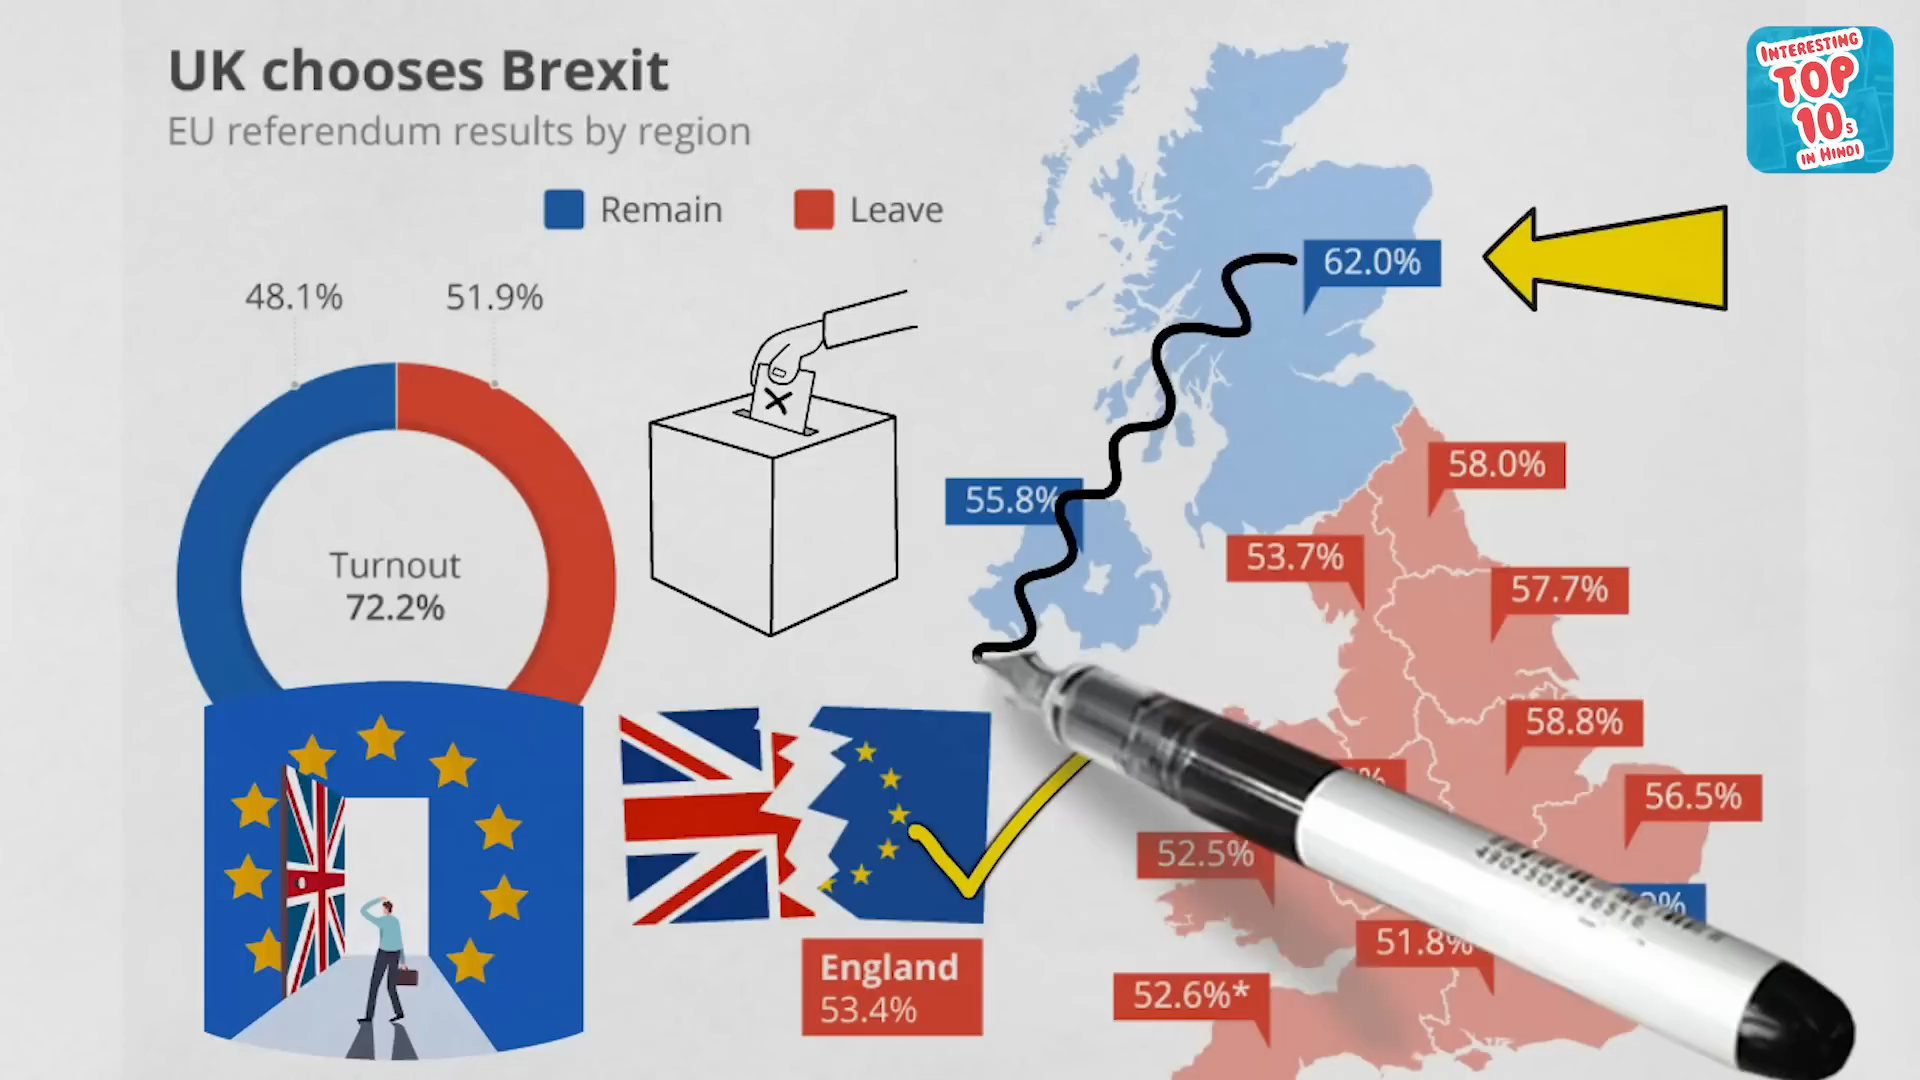 UK chooses Brexit
EU referendum results by region
Remain
Leave
48.1%
51.9%
Turnout
72.2%
62.0%
58.0%
55.8%
53.7%
57.7%
58.8%
56.5%
52.5%
51.8%
52.6%*
England
53.4%
INTERESTING
TOP
10s
IN HINDI